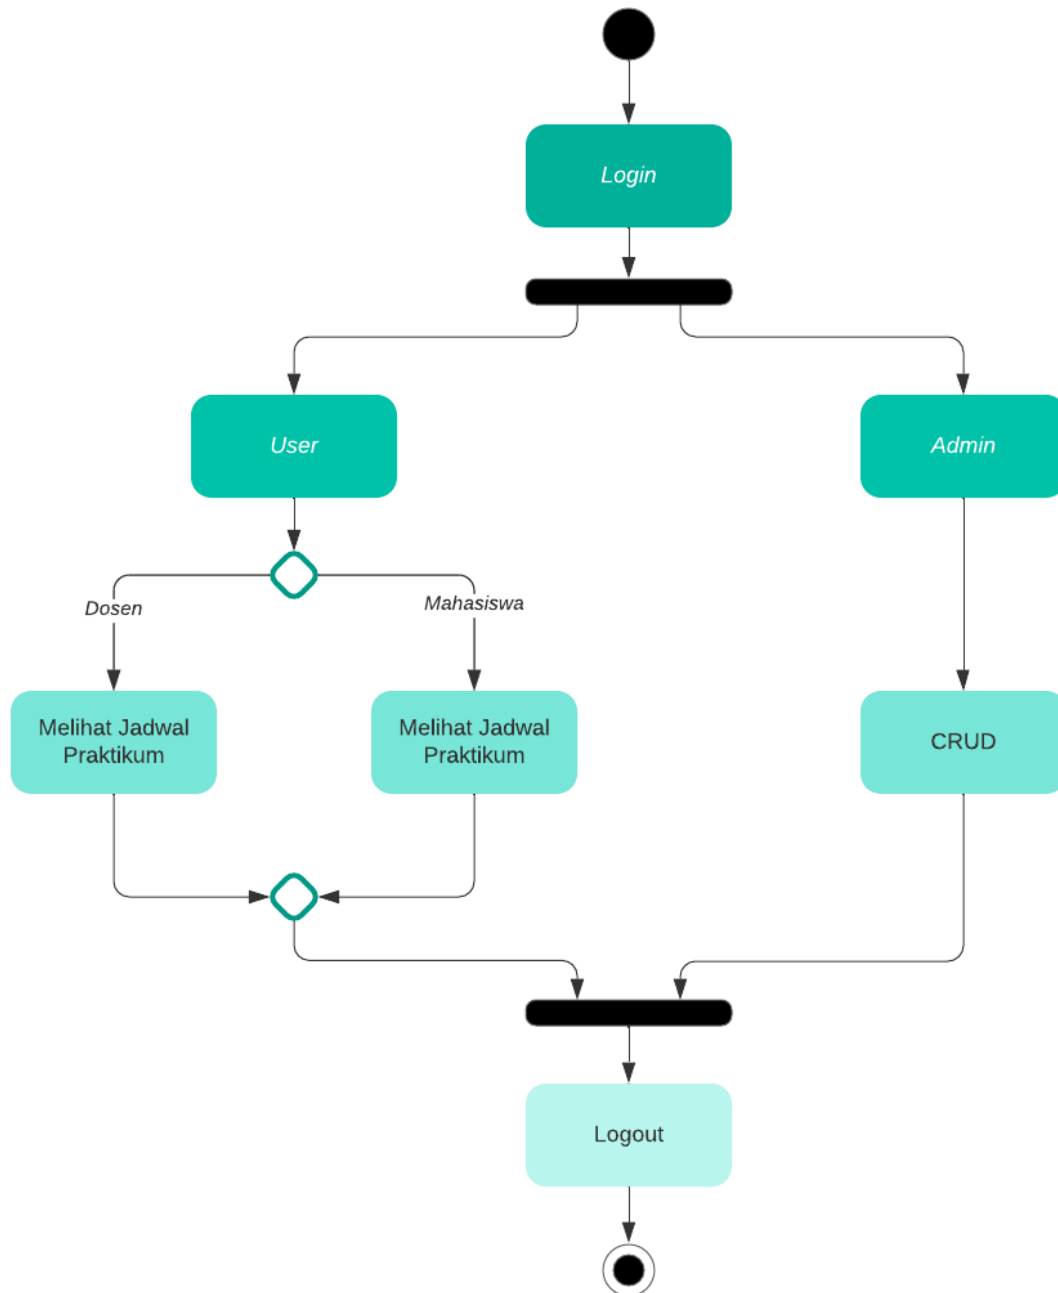 Login
User
Admin
Dosen
Mahasiswa
Melihat Jadwal
Praktikum
Melihat Jadwal
Praktikum
CRUD
Logout